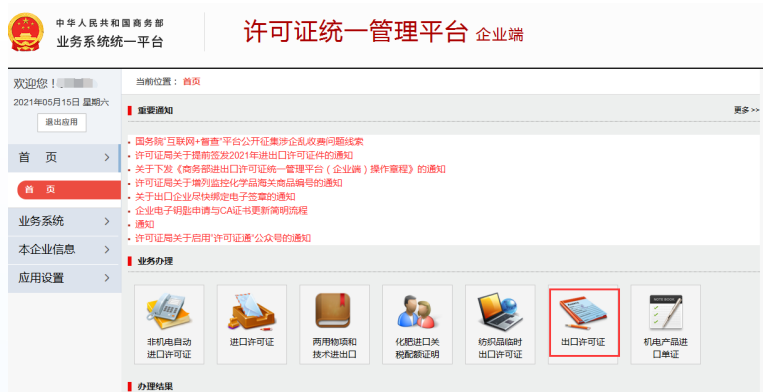 中华人民共和国商务部
业务系统统一平台
许可证统一管理平台 企业端
欢迎您！
2021年05月15日 星期六
退出应用
首 页
首 页
业务系统
本企业信息
应用设置
当前位置： 首页
重要通知
更多>>
国务院“互联网+督查”平台公开征集涉企乱收费问题线索
许可证局关于提前签发2021年进出口许可证件的通知
关于下发《商务部进出口许可证统一管理平台（企业端）操作章程》的通知
许可证局关于增列监控化学品海关商品编号的通知
关于出口企业尽快绑定电子签章的通知
企业电子钥匙申请与CA证书更新简明流程
通知
许可证局关于启用“许可证通”公众号的通知
业务办理
非机电自动
进口许可证
进口许可证
两用物项和
技术进出口
化肥进口关
税配额证明
纺织品临时
出口许可证
出口许可证
NOTE BOOK
机电产品进
口单证
办理结果